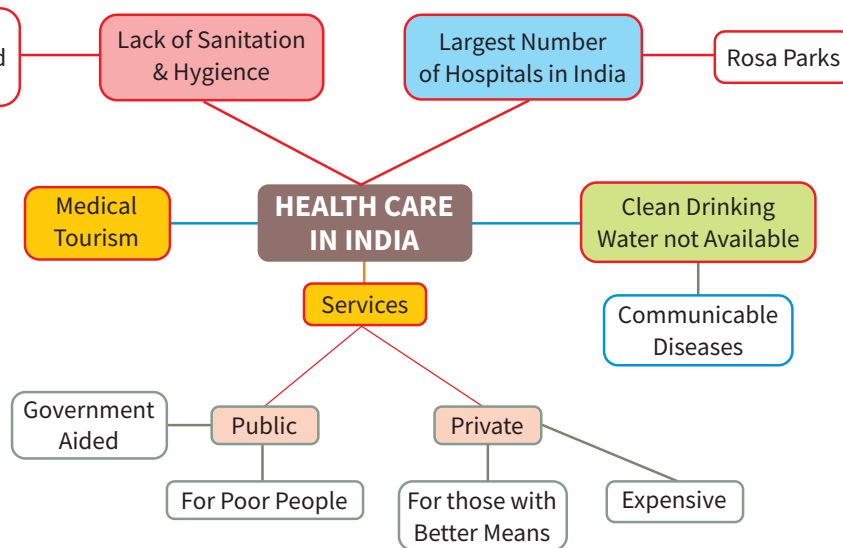 d
Lack of Sanitation
& Hygience
Largest Number
of Hospitals in India
Rosa Parks
Medical
Tourism
HEALTH CARE
IN INDIA
Clean Drinking
Water not Available
Services
Communicable
Diseases
Government
Aided
Public
Private
For Poor People
For those with
Better Means
Expensive